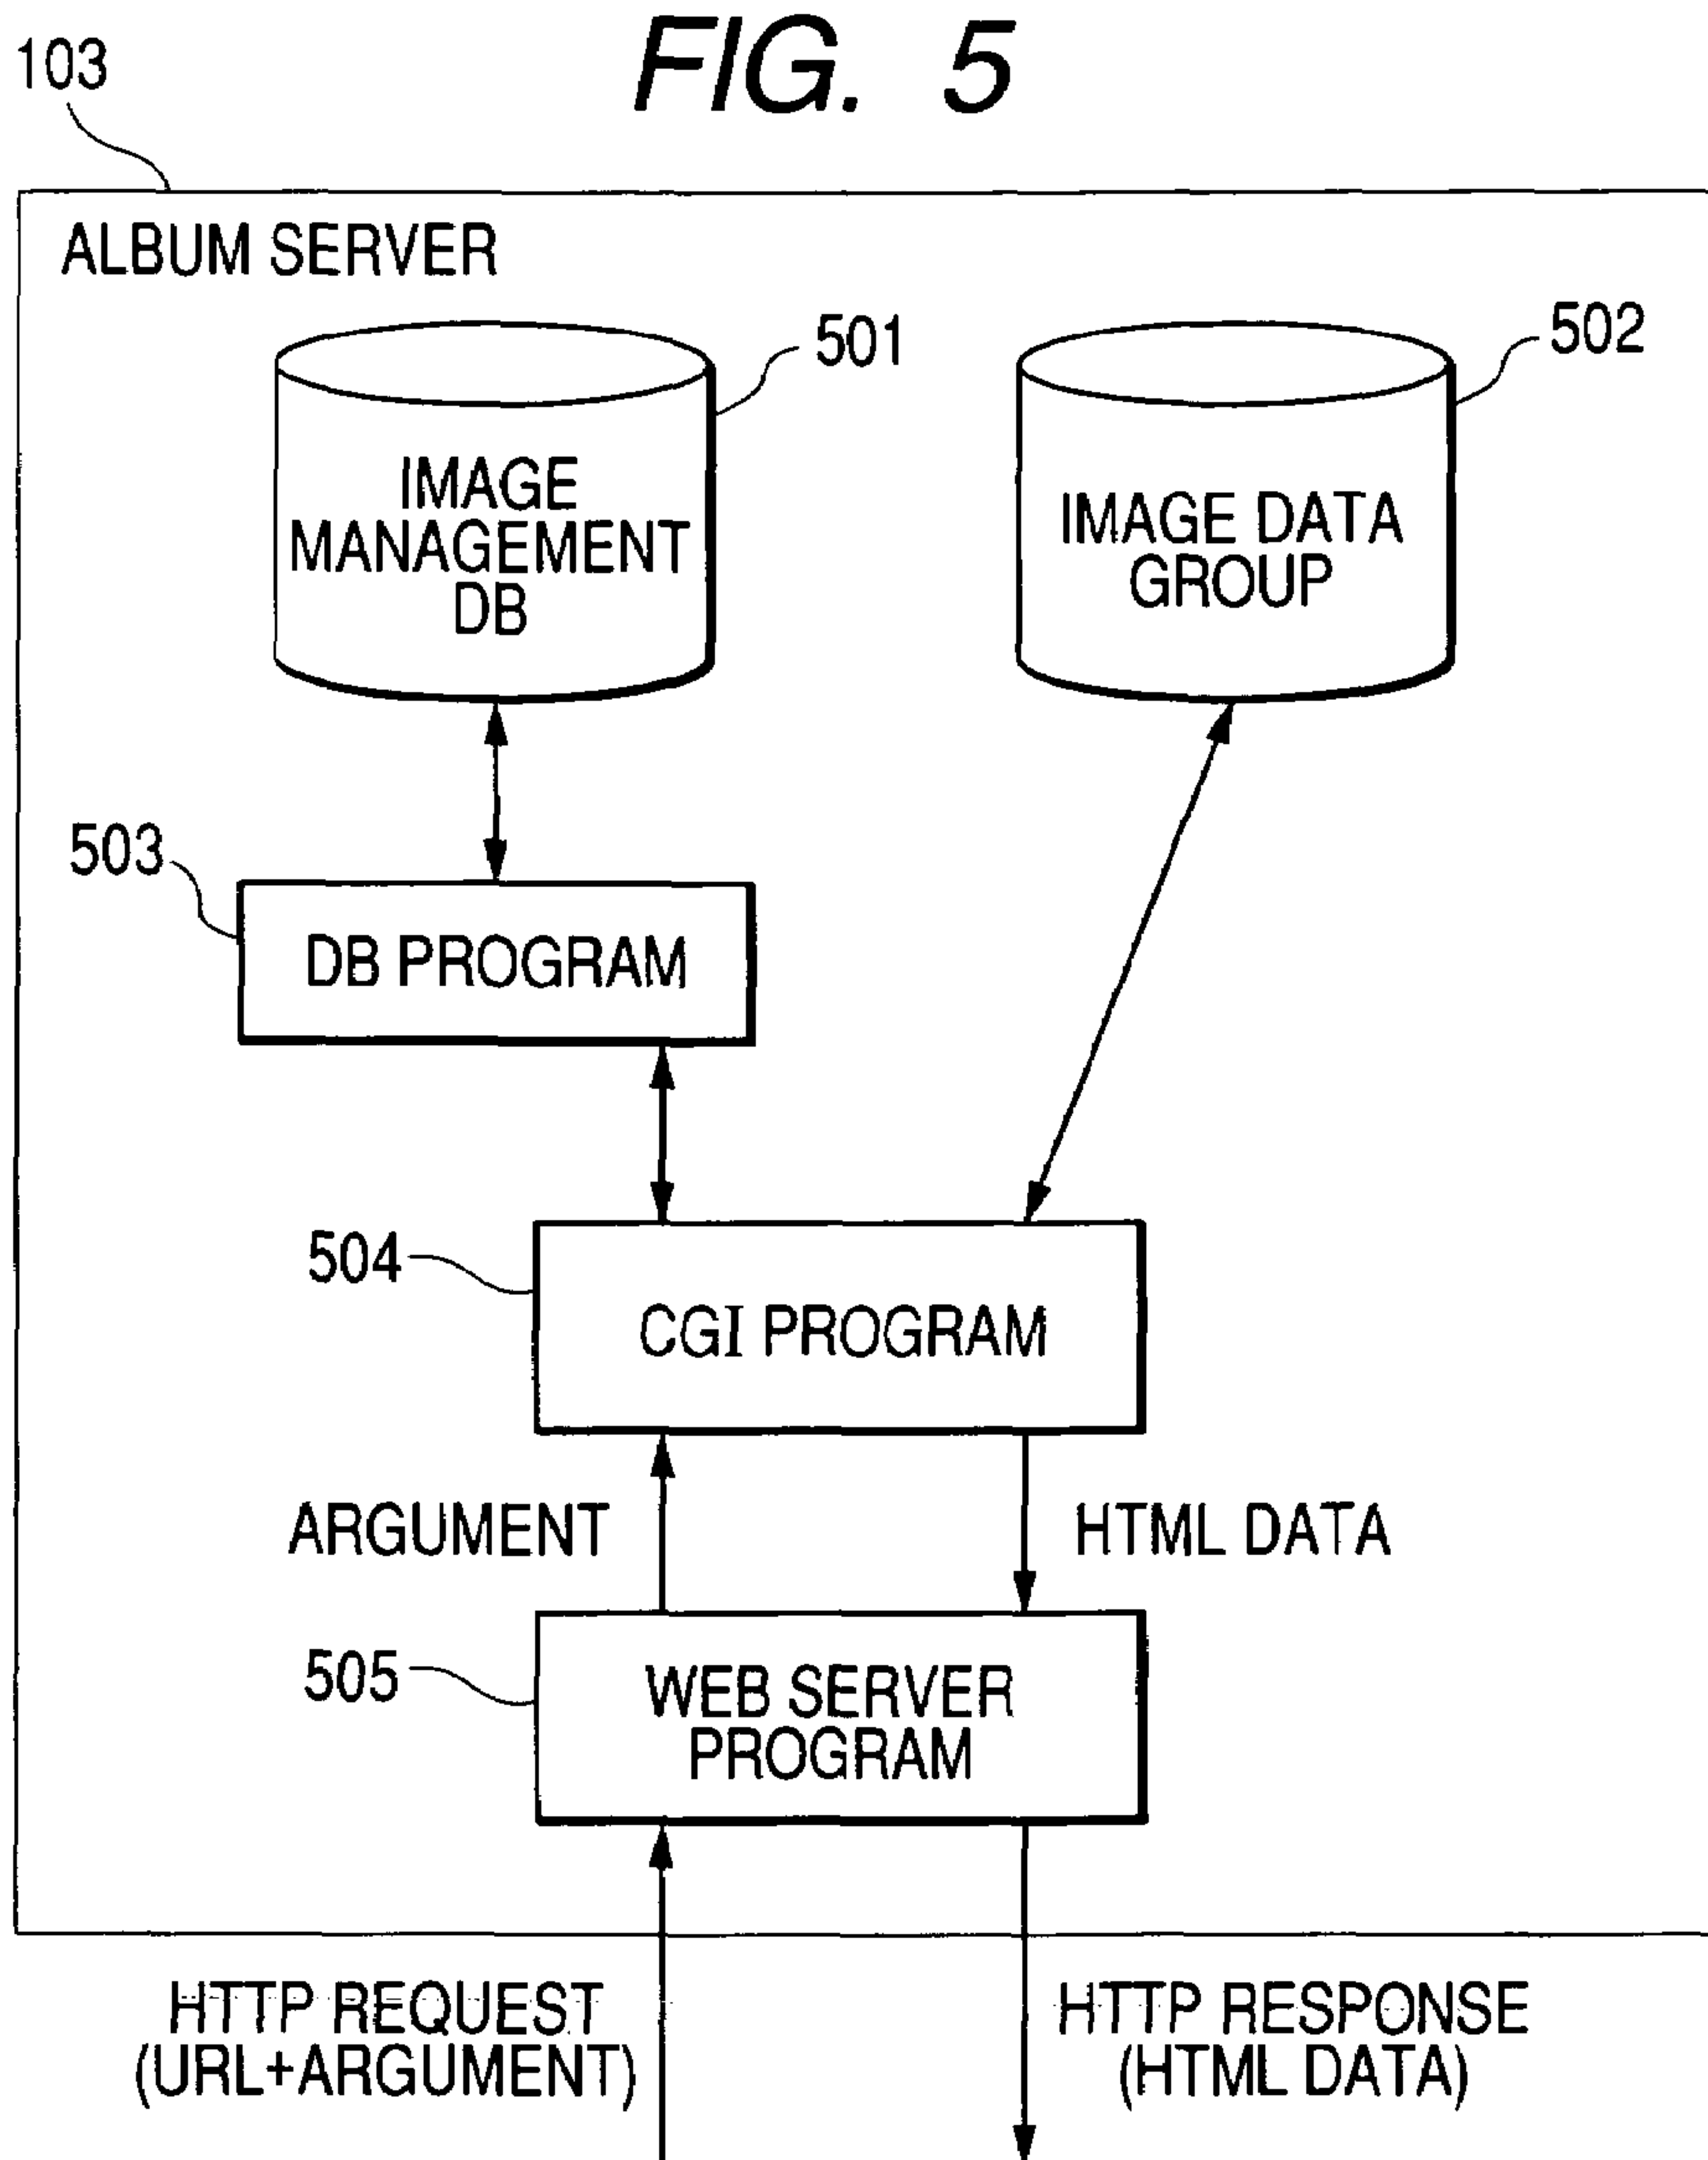 FIG. 5
103
ALBUM SERVER
501
502
IMAGE
MANAGEMENT
DB
IMAGE DATA
GROUP
503
DB PROGRAM
504
CGI PROGRAM
ARGUMENT
HTML DATA
505
WEB SERVER
PROGRAM
HTTP REQUEST
(URL+ARGUMENT)
HTTP RESPONSE
(HTML DATA)